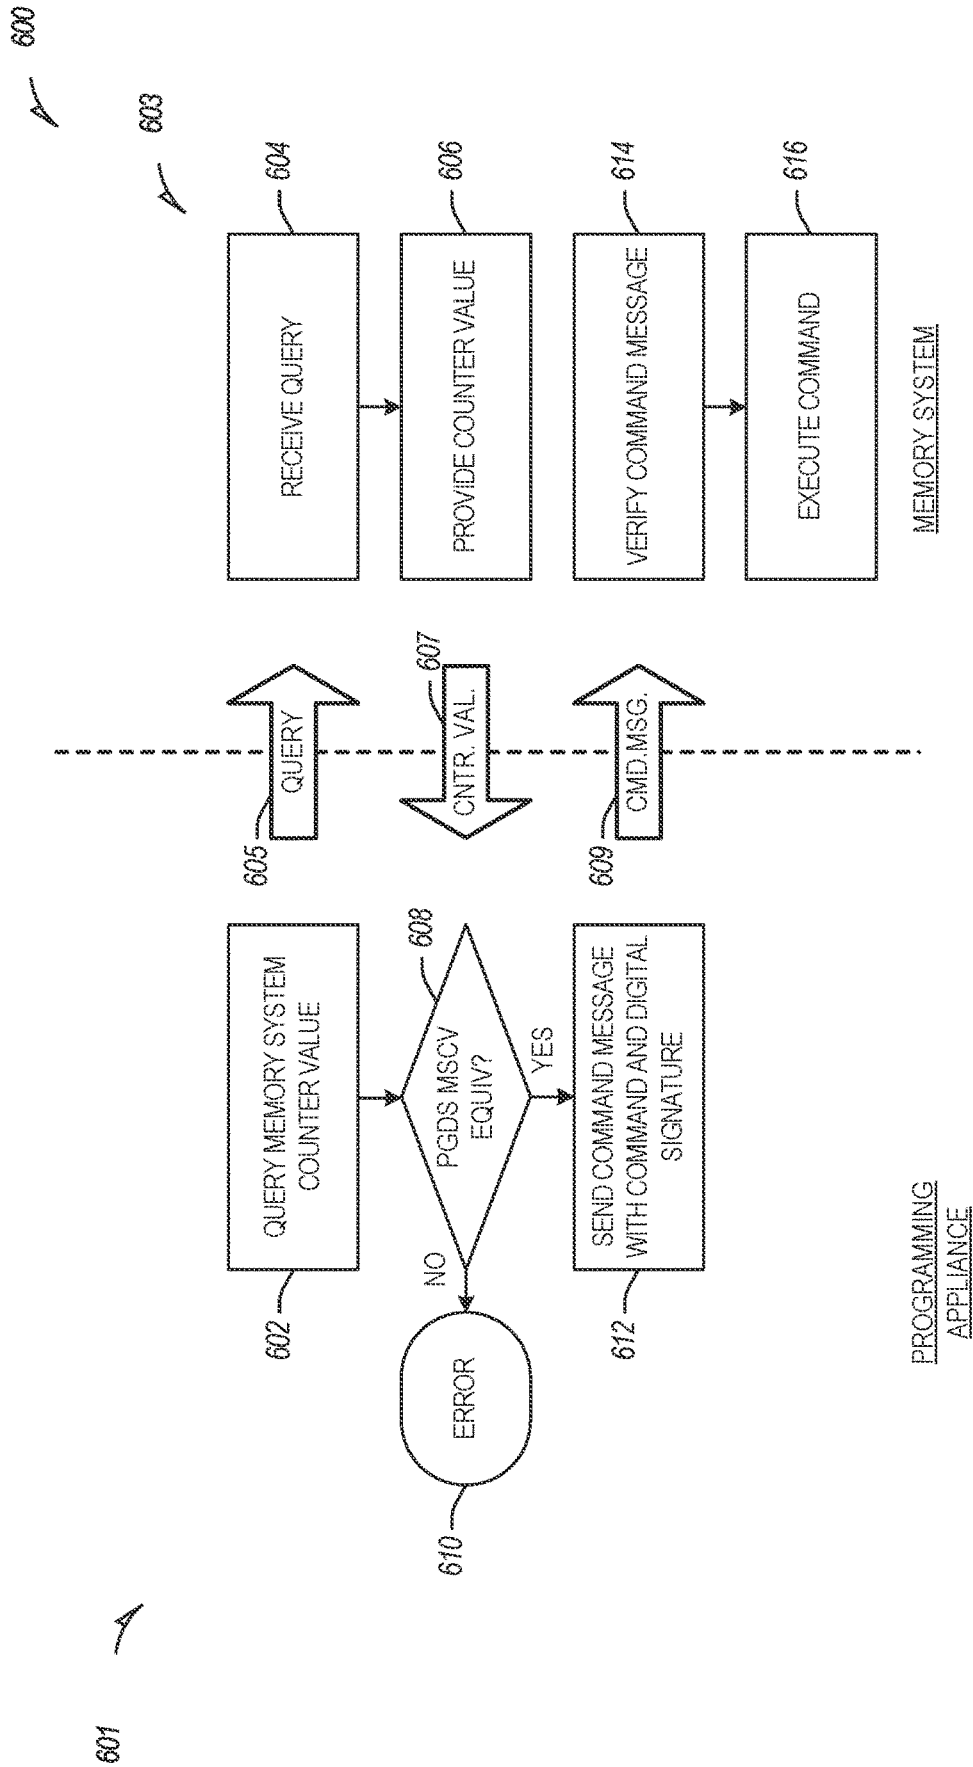 600
601
603
602
QUERY MEMORY SYSTEM
COUNTER VALUE
605
QUERY
604
RECEIVE QUERY
610
ERROR
NO
608
PGDS MSCV
EQUIV?
YES
607
CNTR. VAL.
606
PROVIDE COUNTER VALUE
612
SEND COMMAND MESSAGE
WITH COMMAND AND DIGITAL
SIGNATURE
609
CMD.MSG.
614
VERIFY COMMAND MESSAGE
616
EXECUTE COMMAND
PROGRAMMING
APPLIANCE
MEMORY SYSTEM